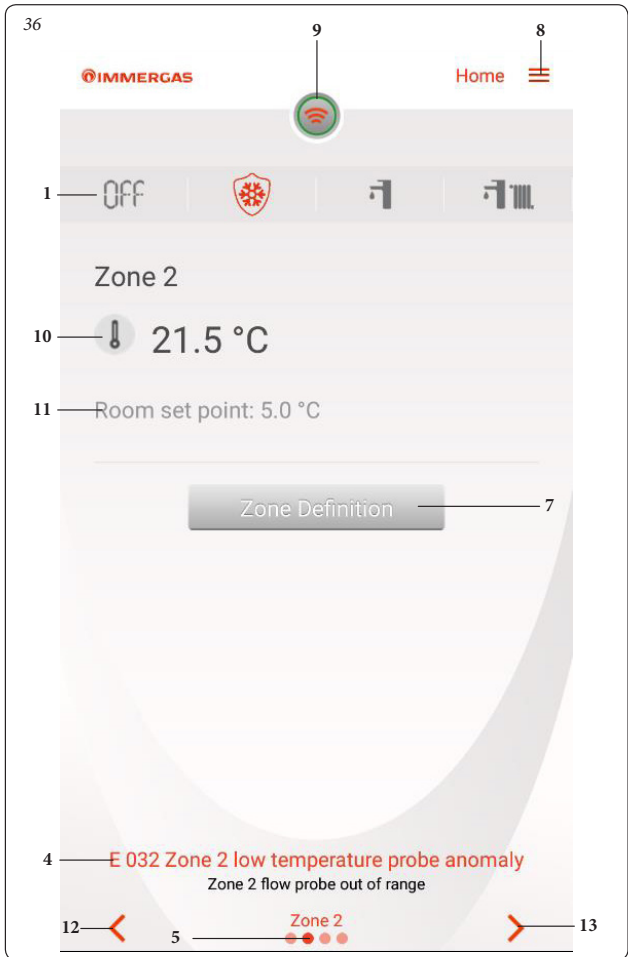 36
9
8
IMMERGAS
Home
1
OFF
Zone 2
10
21.5 °C
11
Room set point: 5.0 °C
Zone Definition
7
4
E 032 Zone 2 low temperature probe anomaly
Zone 2 flow probe out of range
12
Zone 2
5
13